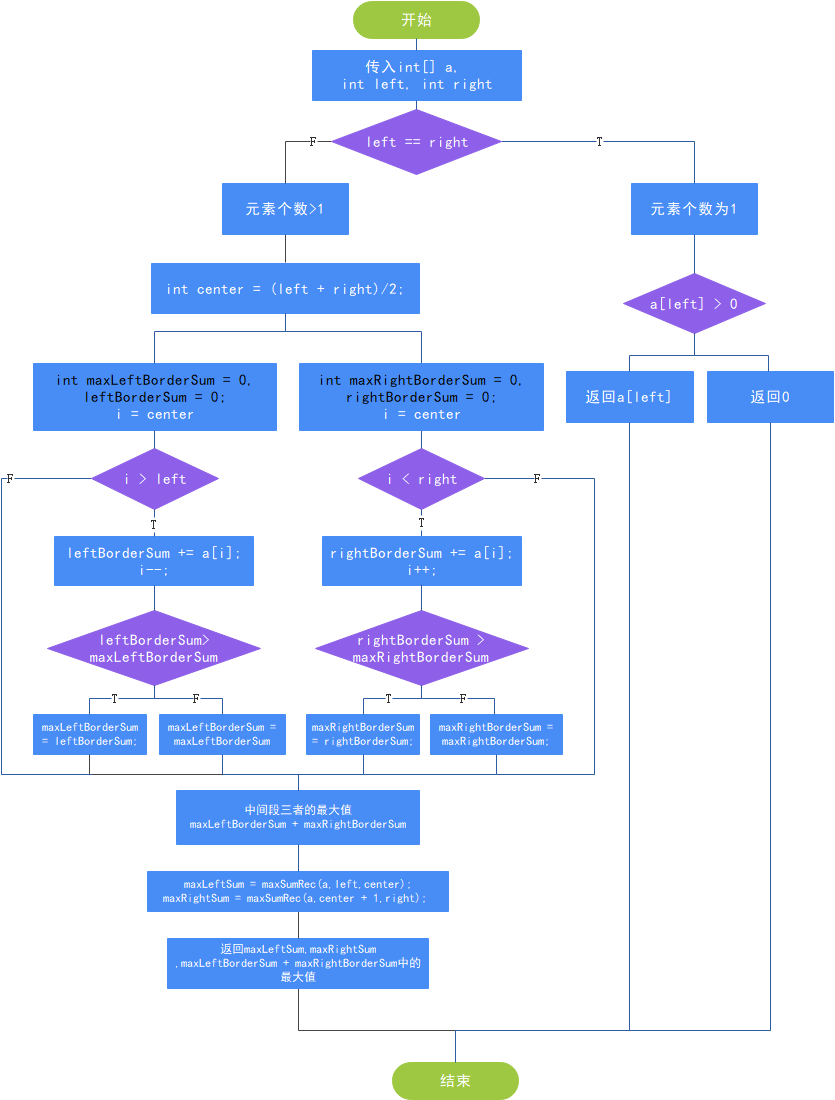 开始
传入int[] a,
int left, int right
left == right
F
T
元素个数>1
元素个数为1
int center = (left + right)/2;
a[left] > 0
int maxLeftBorderSum = 0,
leftBorderSum = 0;
i = center
int maxRightBorderSum = 0,
rightBorderSum = 0;
i = center
返回a[left]
返回0
F
i > left
i < right
F
T
T
leftBorderSum += a[i];
i--;
rightBorderSum += a[i];
i++;
leftBorderSum>
maxLeftBorderSum
rightBorderSum >
maxRightBorderSum
T
F
T
F
maxLeftBorderSum
= leftBorderSum;
maxLeftBorderSum =
maxLeftBorderSum
maxRightBorderSum
= rightBorderSum;
maxRightBorderSum =
maxRightBorderSum;
中间段三者的最大值
maxLeftBorderSum + maxRightBorderSum
maxLeftSum = maxSumRec(a,left,center);
maxRightSum = maxSumRec(a,center + 1,right);
返回maxLeftSum,maxRightSum
,maxLeftBorderSum + maxRightBorderSum中的
最大值
结束